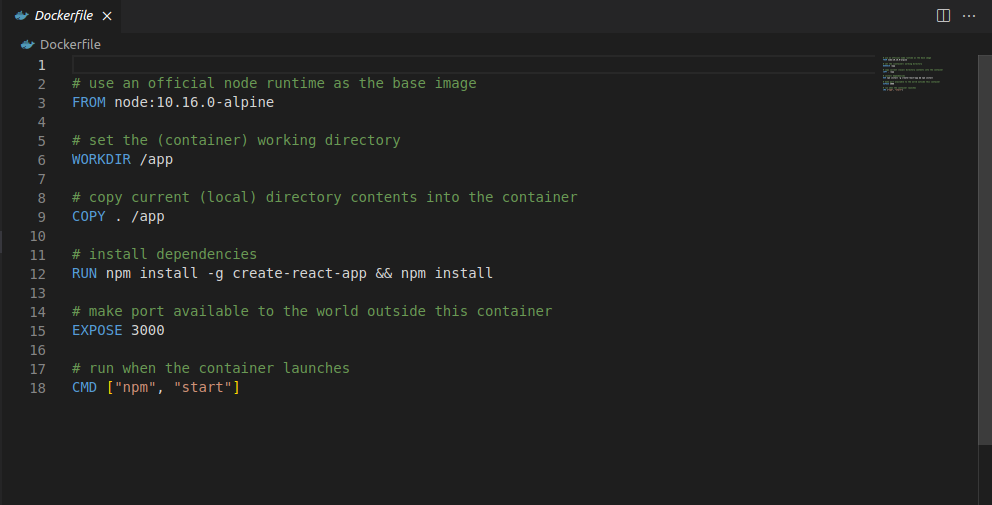 Dockerfile
Dockerfile
1
2 # use an official node runtime as the base image
3 FROM node:10.16.0-alpine
4
5 # set the (container) working directory
6 WORKDIR /app
7
8 # copy current (local) directory contents into the container
9 COPY . /app
10
11 # install dependencies
12 RUN npm install -g create-react-app && npm install
13
14 # make port available to the world outside this container
15 EXPOSE 3000
16
17 # run when the container launches
18 CMD ["npm", "start"]